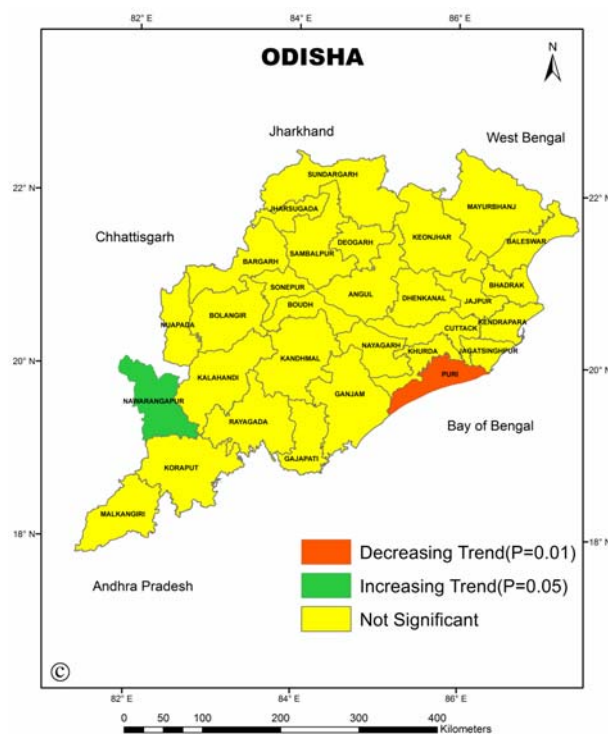 82° E
84° E
86° E
ODISHA
N
Jharkhand
West Bengal
SUNDARGARH
22° N
22° N
JHARSUGADA
MAYURBHANJ
KEONJHAR
Chhattisgarh
BALESWAR
DEOGARH
SAMBALPUR
BARGARH
BHADRAK
SONEPUR
ANGUL
DHENKANAL
JAJPUR
BOLANGIR
BOUDH
KENDRAPARA
NUAPADA
CUTTACK
20° N
NAYAGARH
KHURDA
JAGATSINGHPUR
KANDHMAL
20° N
PURI
KALAHANDI
NAWARANGAPUR
GANJAM
RAYAGADA
Bay of Bengal
GAJAPATI
KORAPUT
MALKANGIRI
18° N
18° N
Decreasing Trend(P=0.01)
Andhra Pradesh
Increasing Trend(P=0.05)
Not Significant
©
82° E
84° E
86° E
0 25 50 100 200 300 400
Kilometers